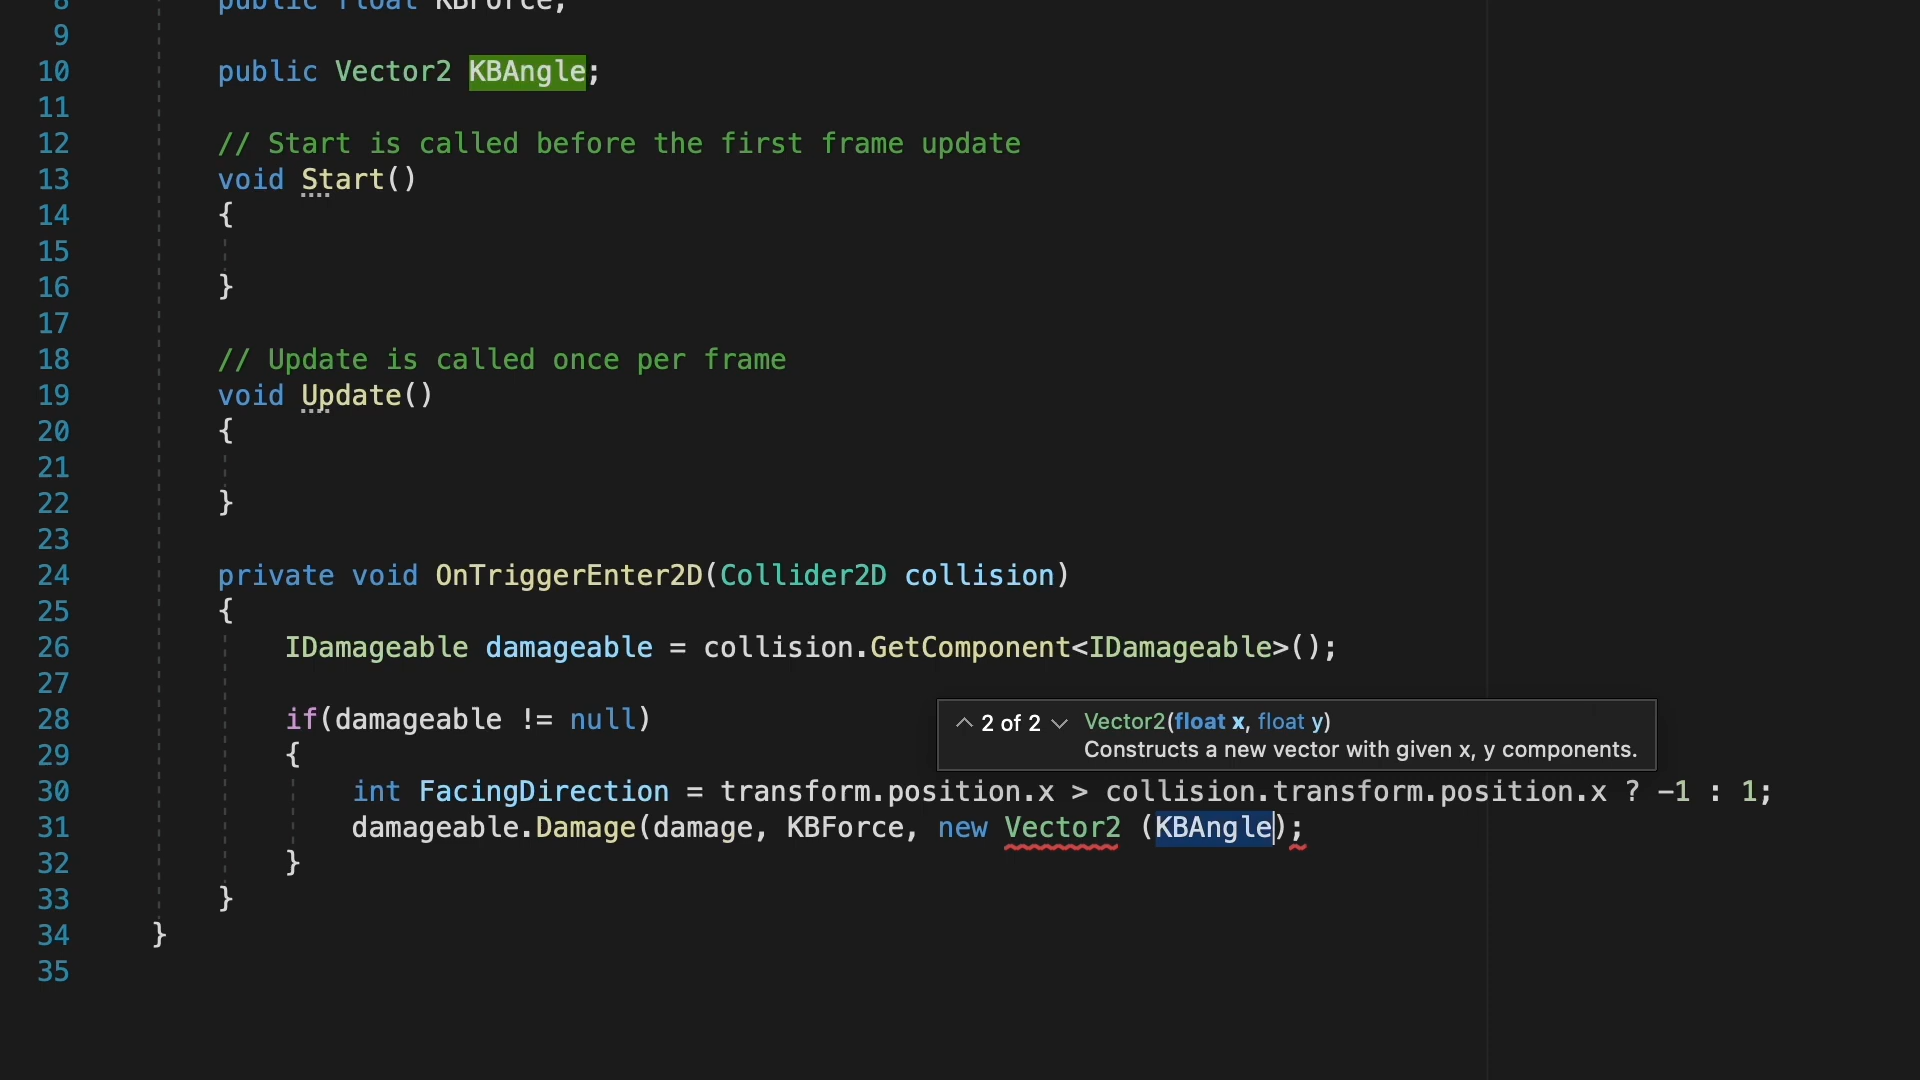 8 public float KBForce;
9
10 public Vector2 KBAngle;
11
12 // Start is called before the first frame update
13 void Start()
14 {
15
16 }
17
18 // Update is called once per frame
19 void Update()
20 {
21
22 }
23
24 private void OnTriggerEnter2D(Collider2D collision)
25 {
26 IDamageable damageable = collision.GetComponent<IDamageable>();
27
28 if(damageable != null)
^ 2 of 2 ⌄ Vector2(float x, float y)
Constructs a new vector with given x, y components.
29 {
30 int FacingDirection = transform.position.x > collision.transform.position.x ? -1 : 1;
31 damageable.Damage(damage, KBForce, new Vector2 (KBAngle);
32 }
33 }
34 }
35